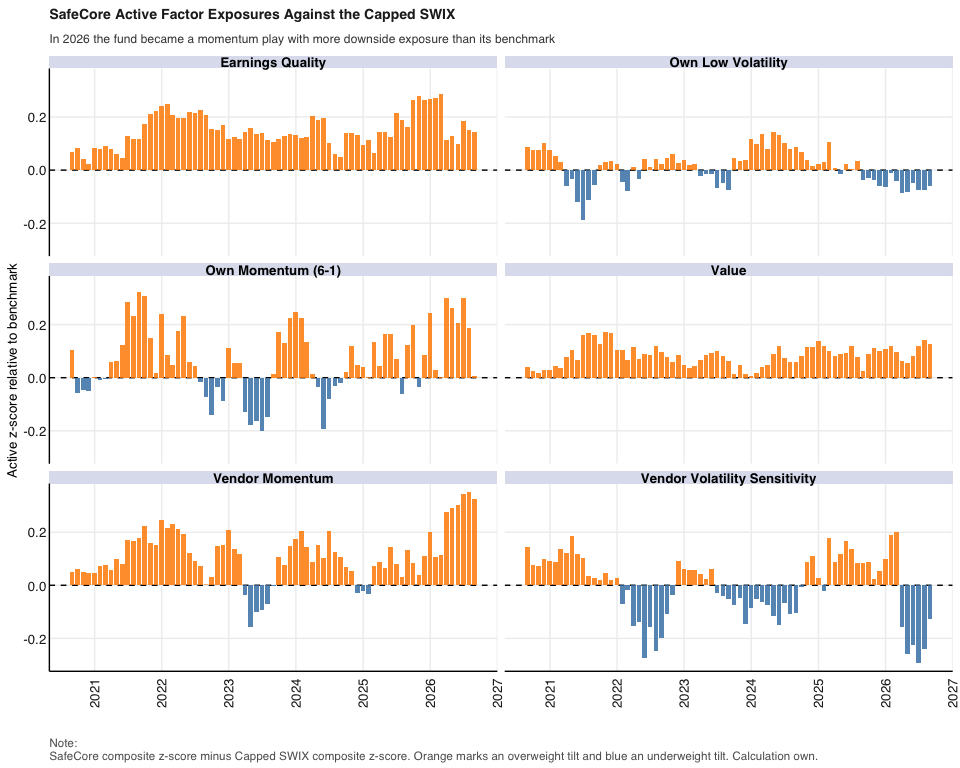 SafeCore Active Factor Exposures Against the Capped SWIX
In 2026 the fund became a momentum play with more downside exposure than its benchmark
Earnings Quality
Own Low Volatility
0.2
0.0
-0.2
Own Momentum (6-1)
Value
0.2
0.0
-0.2
Active z-score relative to benchmark
Vendor Momentum
Vendor Volatility Sensitivity
0.2
0.0
-0.2
2021 2022 2023 2024 2025 2026 2027
2021 2022 2023 2024 2025 2026 2027
Note:
SafeCore composite z-score minus Capped SWIX composite z-score. Orange marks an overweight tilt and blue an underweight tilt. Calculation own.